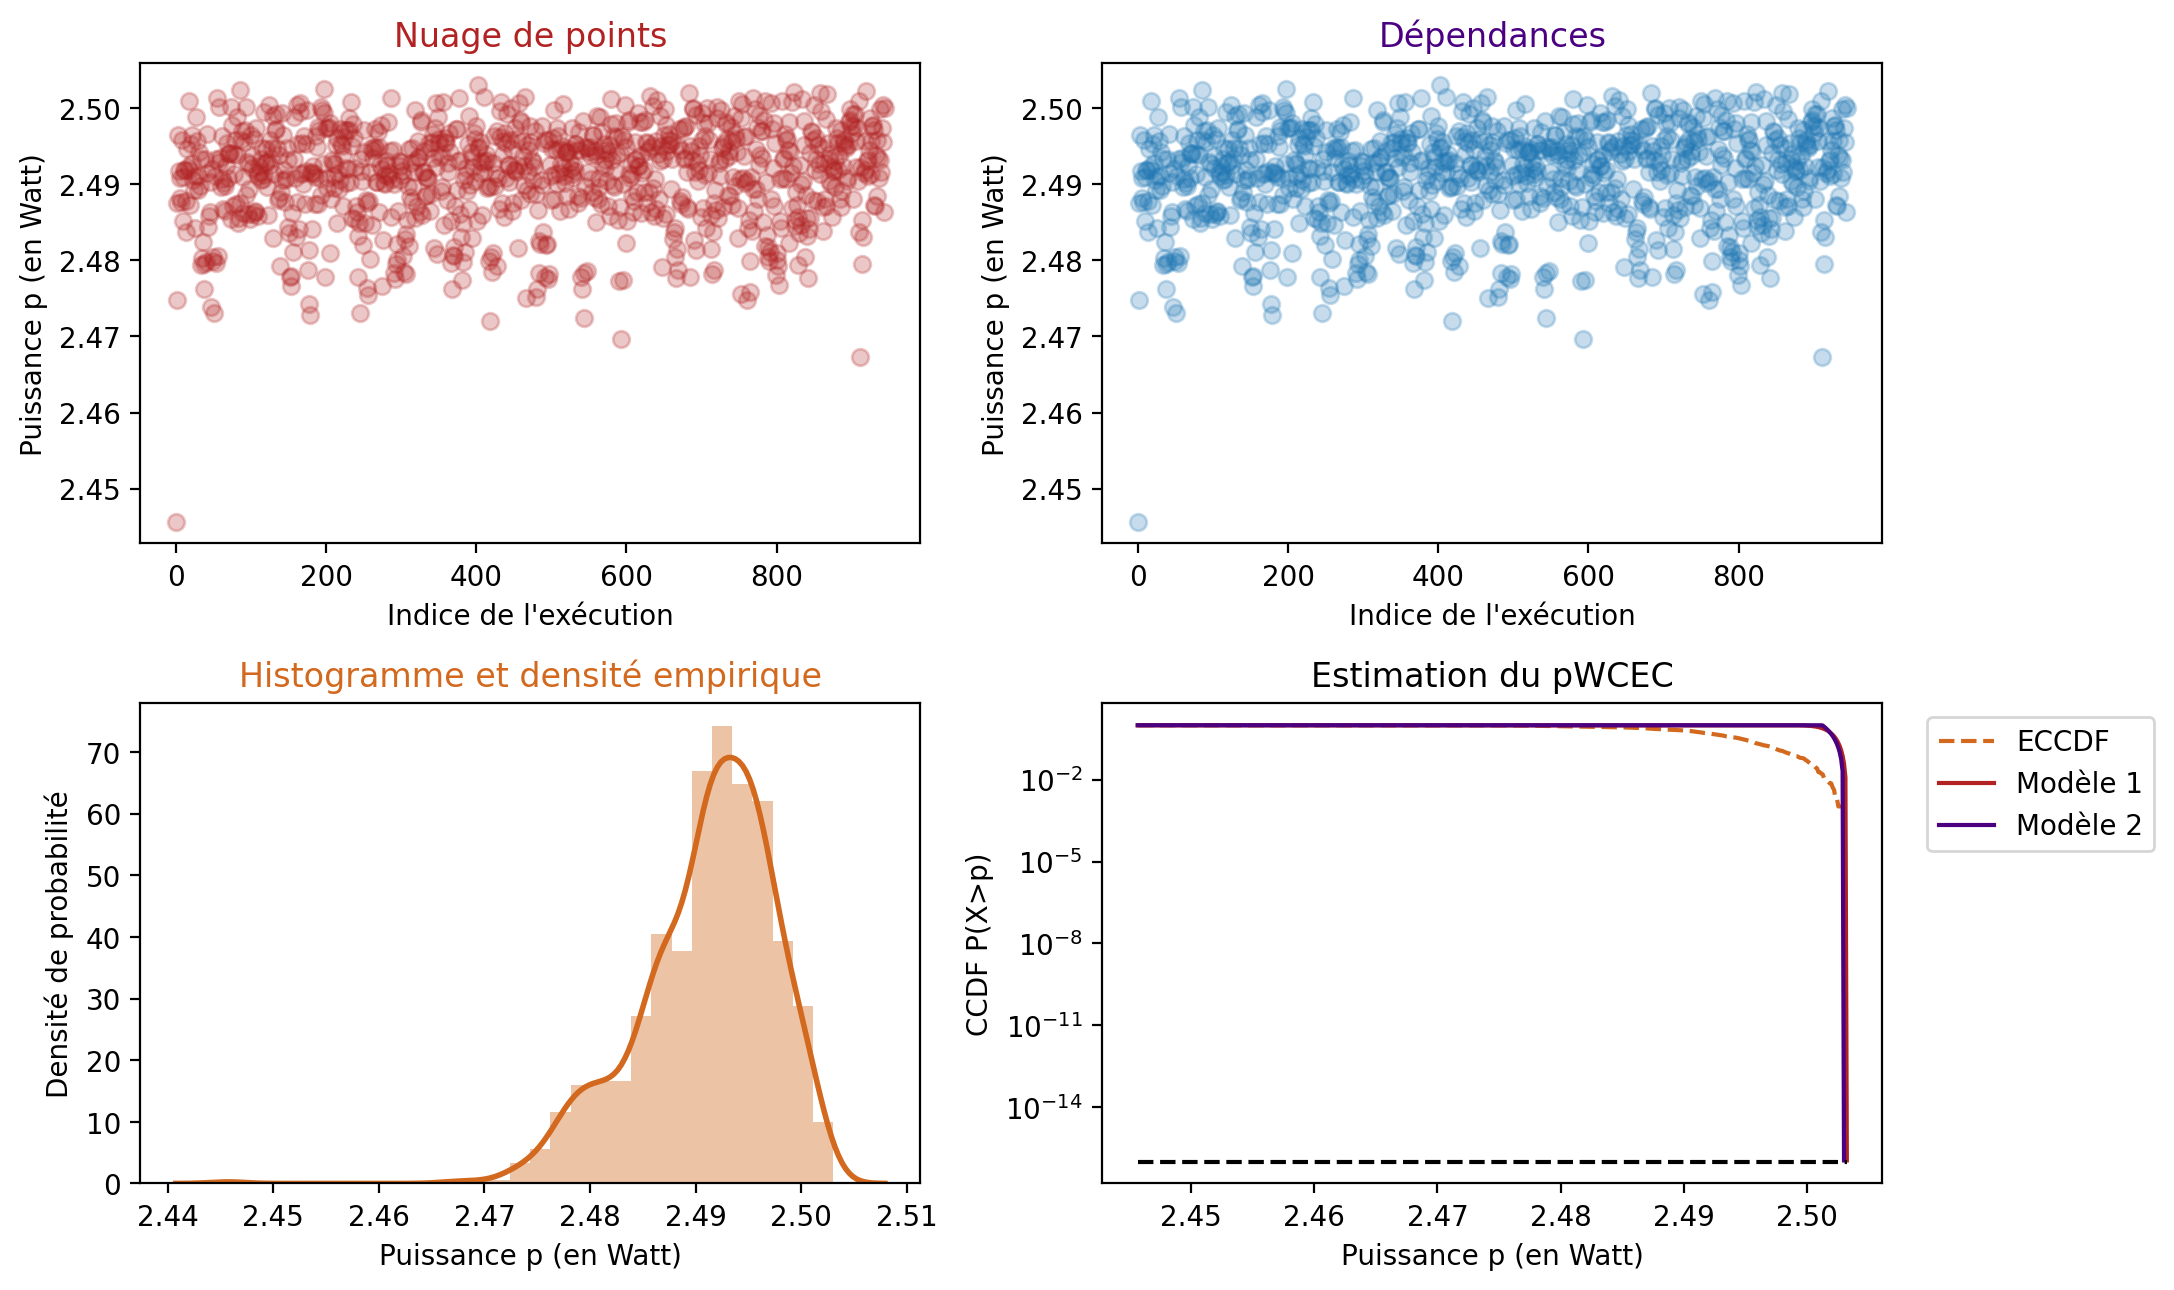 Nuage de points
Puissance p (en Watt)
2.50
2.49
2.48
2.47
2.46
2.45
0 200 400 600 800
Indice de l'exécution
Dépendances
Puissance p (en Watt)
2.50
2.49
2.48
2.47
2.46
2.45
0 200 400 600 800
Indice de l'exécution
Histogramme et densité empirique
Densité de probabilité
70
60
50
40
30
20
10
0
2.44 2.45 2.46 2.47 2.48 2.49 2.50 2.51
Puissance p (en Watt)
Estimation du pWCEC
CCDF P(X>p)
10⁻²
10⁻⁵
10⁻⁸
10⁻¹¹
10⁻¹⁴
2.45 2.46 2.47 2.48 2.49 2.50
Puissance p (en Watt)
ECCDF
Modèle 1
Modèle 2